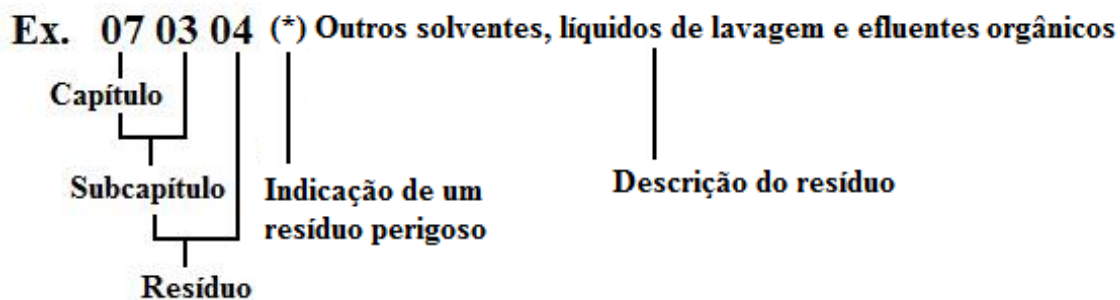 Ex. 07 03 04 (*) Outros solventes, líquidos de lavagem e efluentes orgânicos
Capítulo
Subcapítulo
Indicação de um
resíduo perigoso
Descrição do resíduo
Resíduo